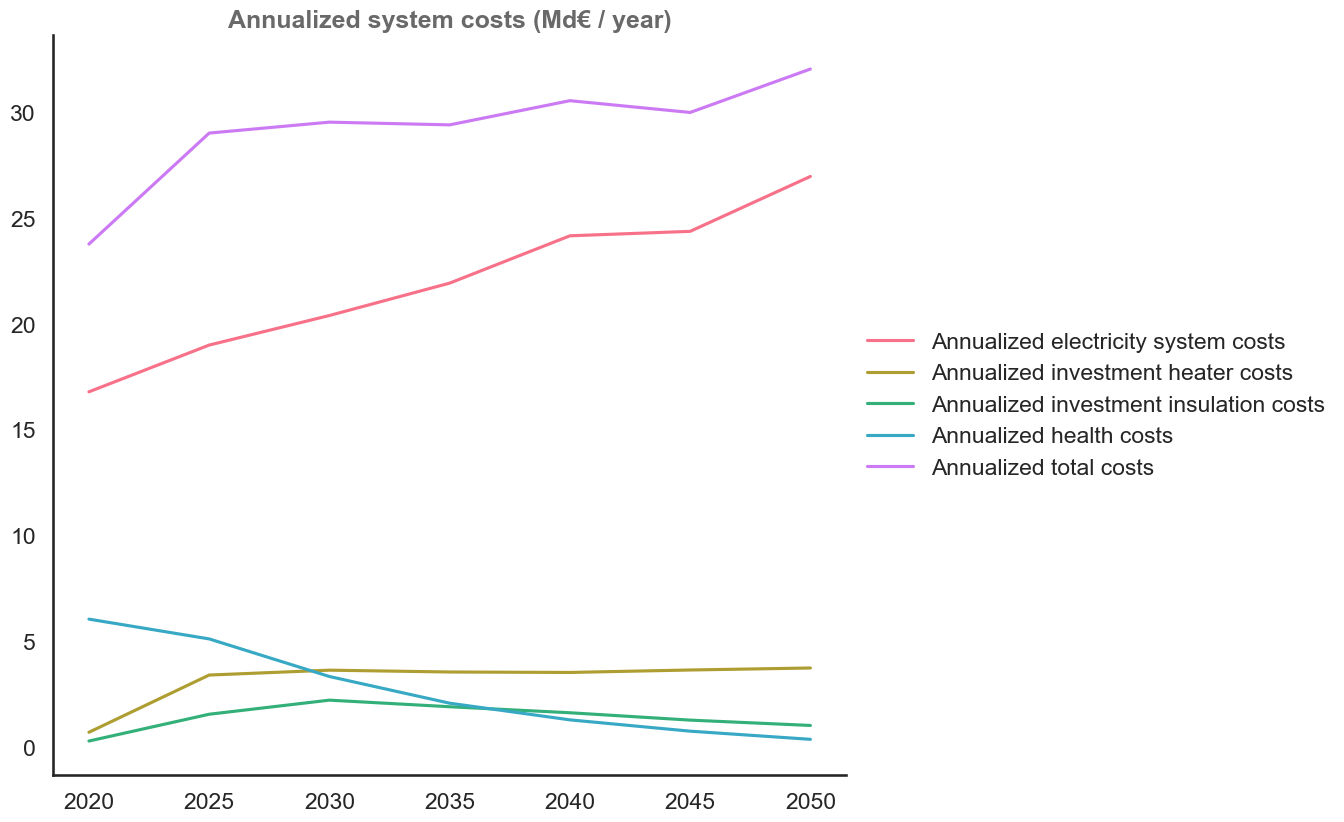 Annualized system costs (Md€ / year)
30
25
20
15
10
5
0
2020 2025 2030 2035 2040 2045 2050
Annualized electricity system costs
Annualized investment heater costs
Annualized investment insulation costs
Annualized health costs
Annualized total costs